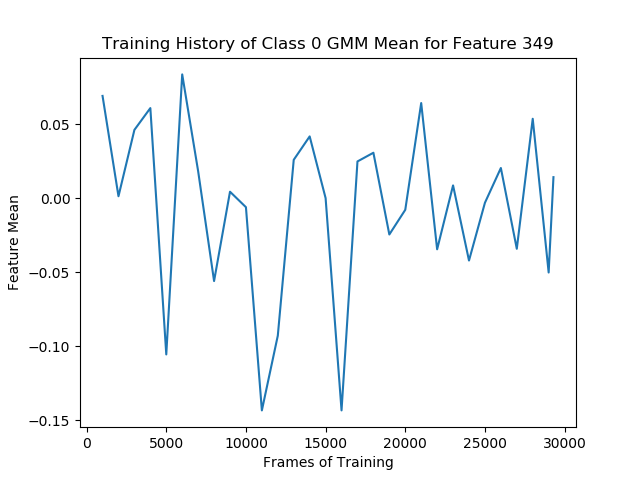 Training History of Class 0 GMM Mean for Feature 349
Feature Mean
0.05
0.00
−0.05
−0.10
−0.15
0 5000 10000 15000 20000 25000 30000
Frames of Training